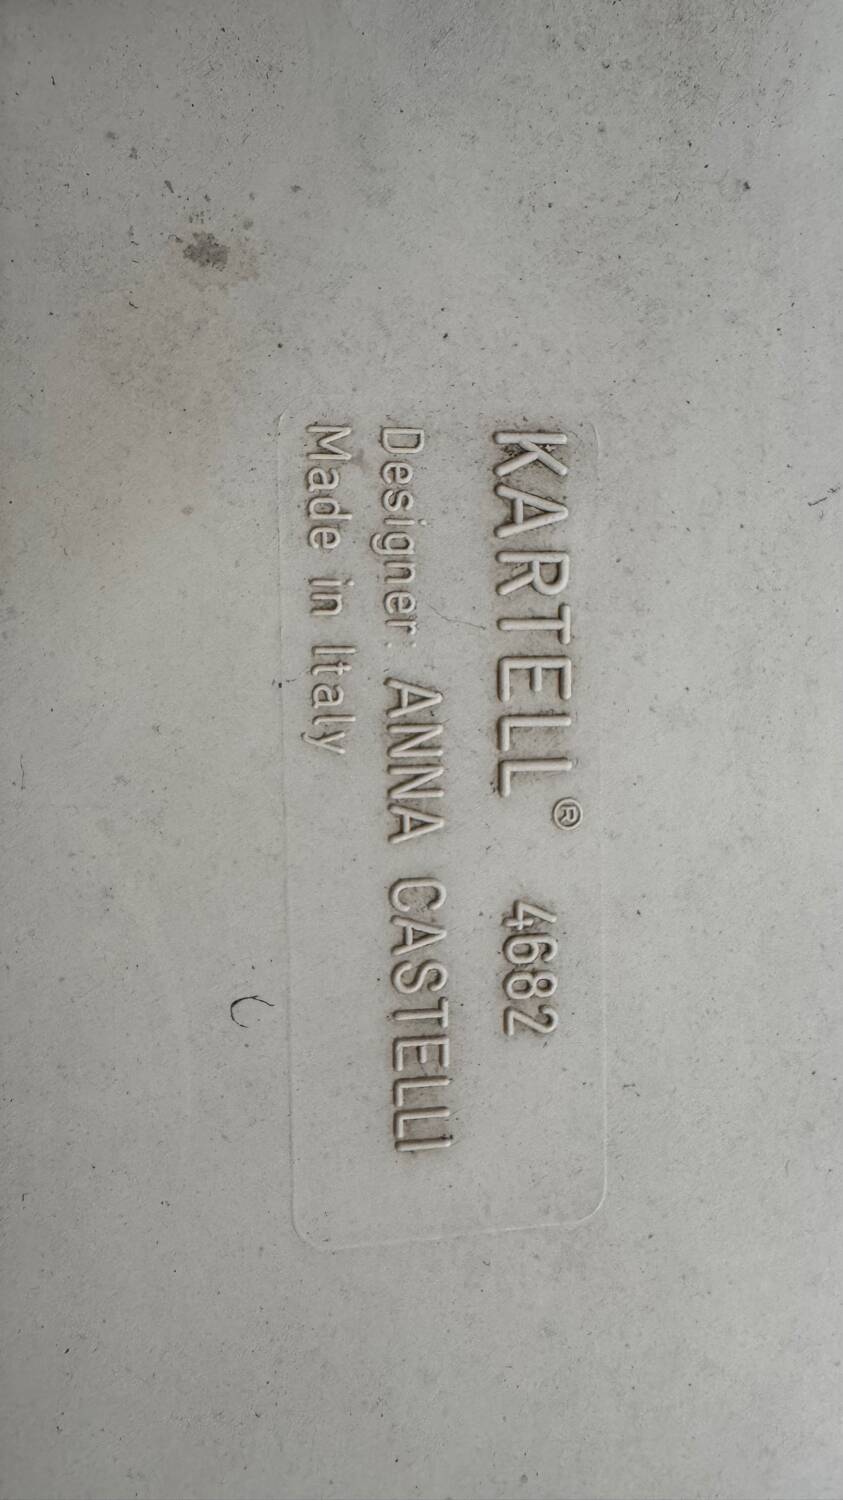 KARTELL® 4682
Designer: ANNA CASTELLI
Made in Italy